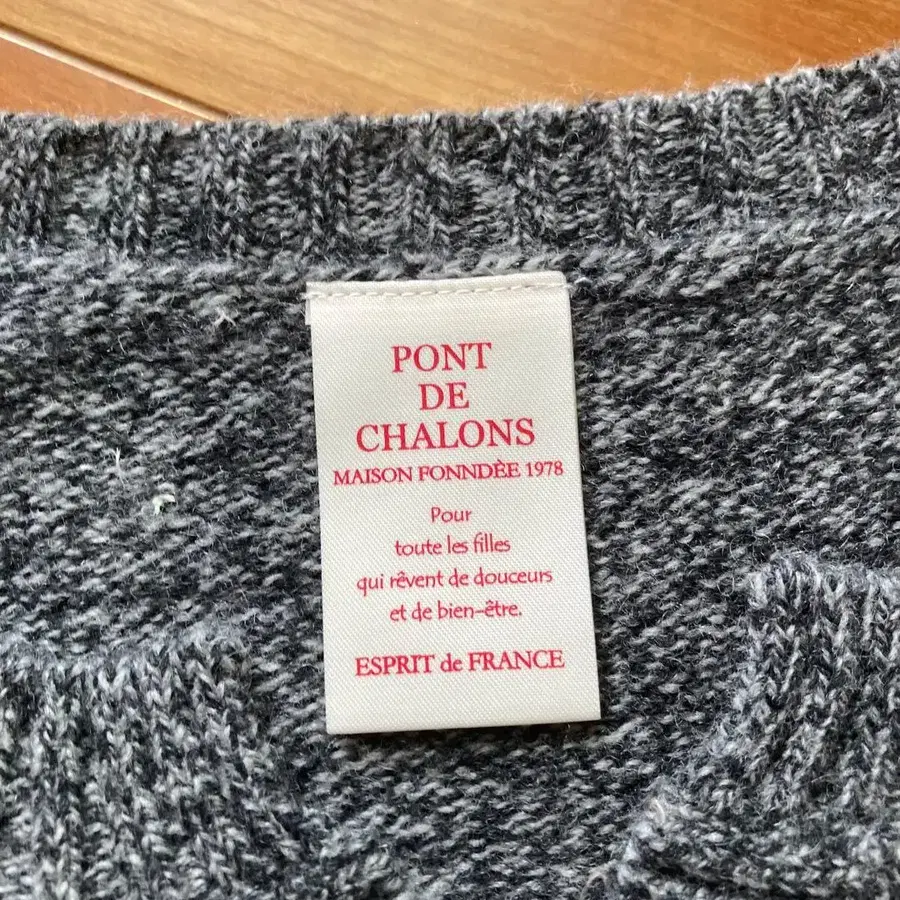 PONT
DE
CHALONS
MAISON FONNDÈE 1978
Pour
toute les filles
qui rêvent de douceurs
et de bien-être.
ESPRIT de FRANCE